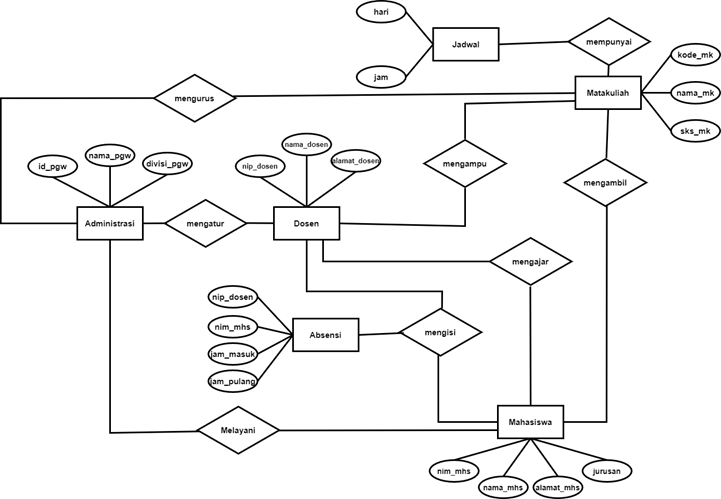 hari
Jadwal
mempunyai
jam
kode_mk
mengurus
Matakuliah
nama_mk
sks_mk
nama_pgw
id_pgw
divisi_pgw
nama_dosen
nip_dosen
alamat_dosen
mengampu
mengambil
Administrasi
mengatur
Dosen
mengajar
nip_dosen
nim_mhs
Absensi
mengisi
jam_masuk
jam_pulang
Melayani
Mahasiswa
nim_mhs
jurusan
nama_mhs
alamat_mhs